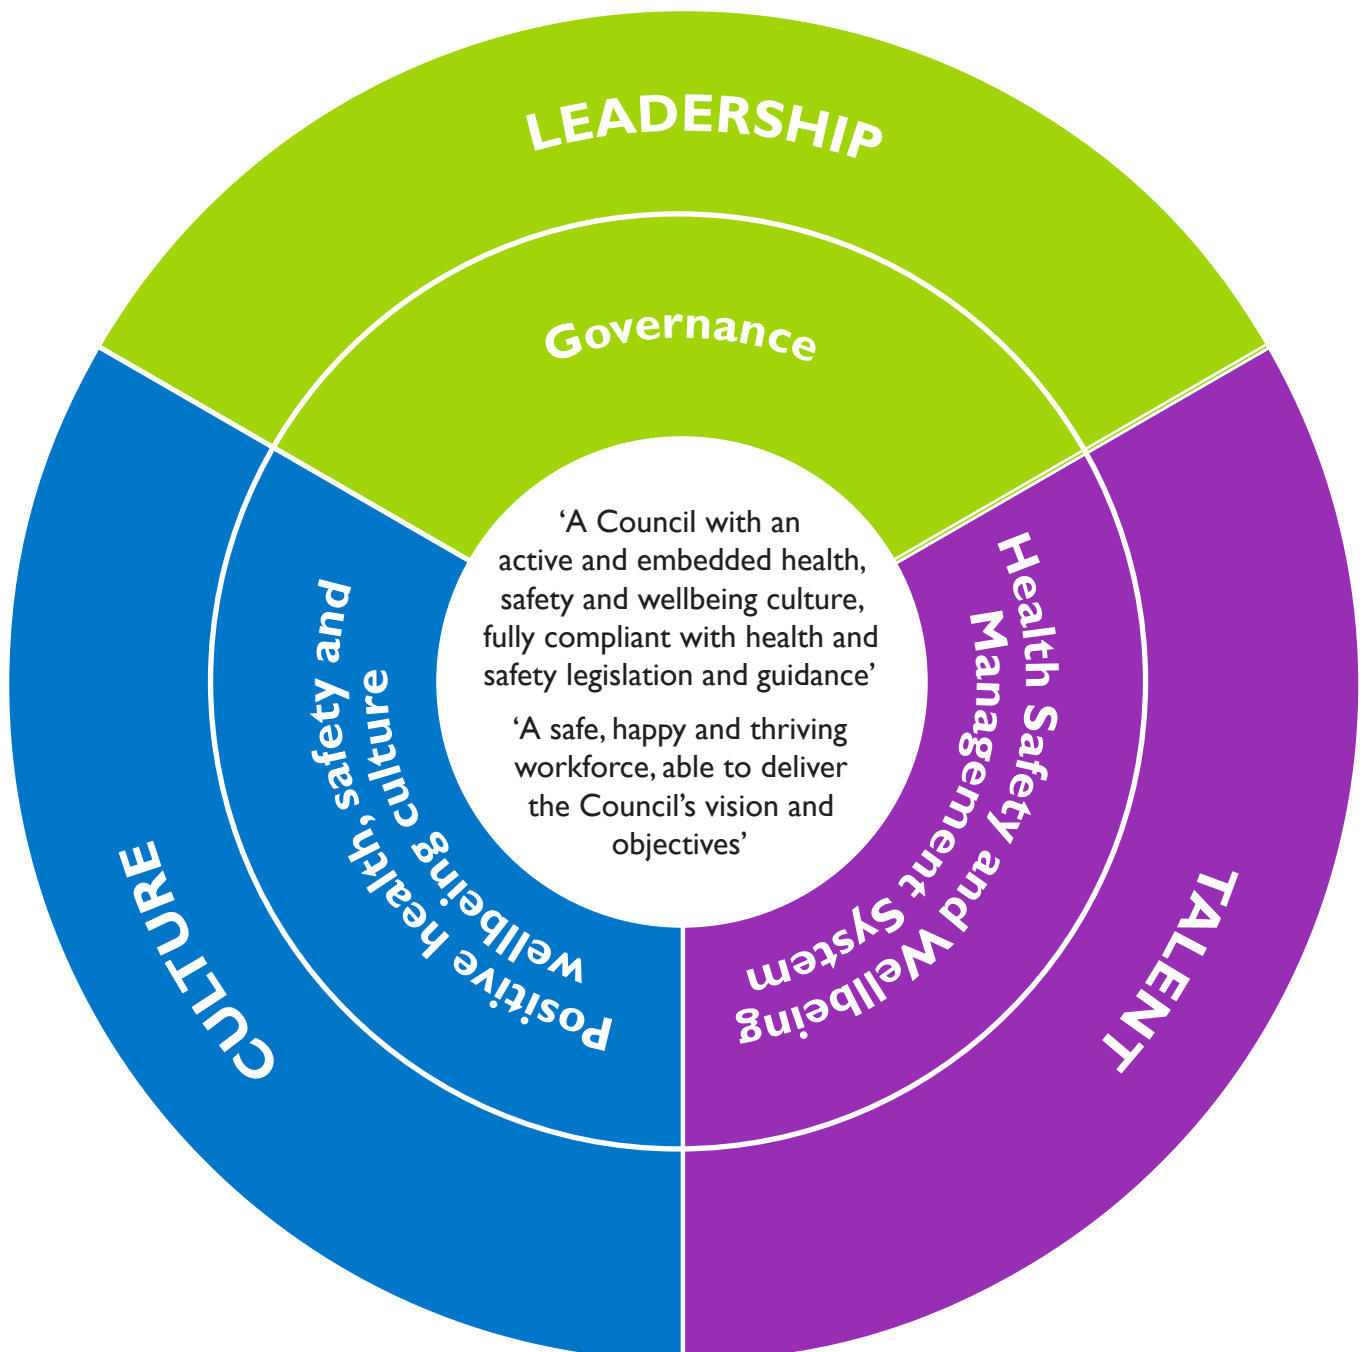 LEADERSHIP
Governance
‘A Council with an
active and embedded health,
safety and wellbeing culture,
fully compliant with health and
safety legislation and guidance’
‘A safe, happy and thriving
workforce, able to deliver
the Council’s vision and
objectives’
Health Safety and Wellbeing
Management System
TALENT
Positive health, safety and
wellbeing culture
CULTURE